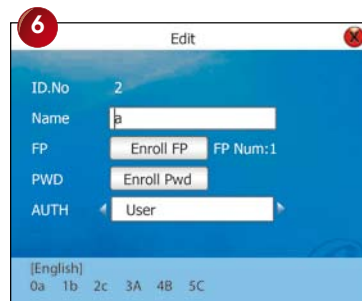 6
Edit
ID.No 2
Name a
FP Enroll FP FP Num:1
PWD Enroll Pwd
AUTH User
[English]
0a 1b 2c 3A 4B 5C